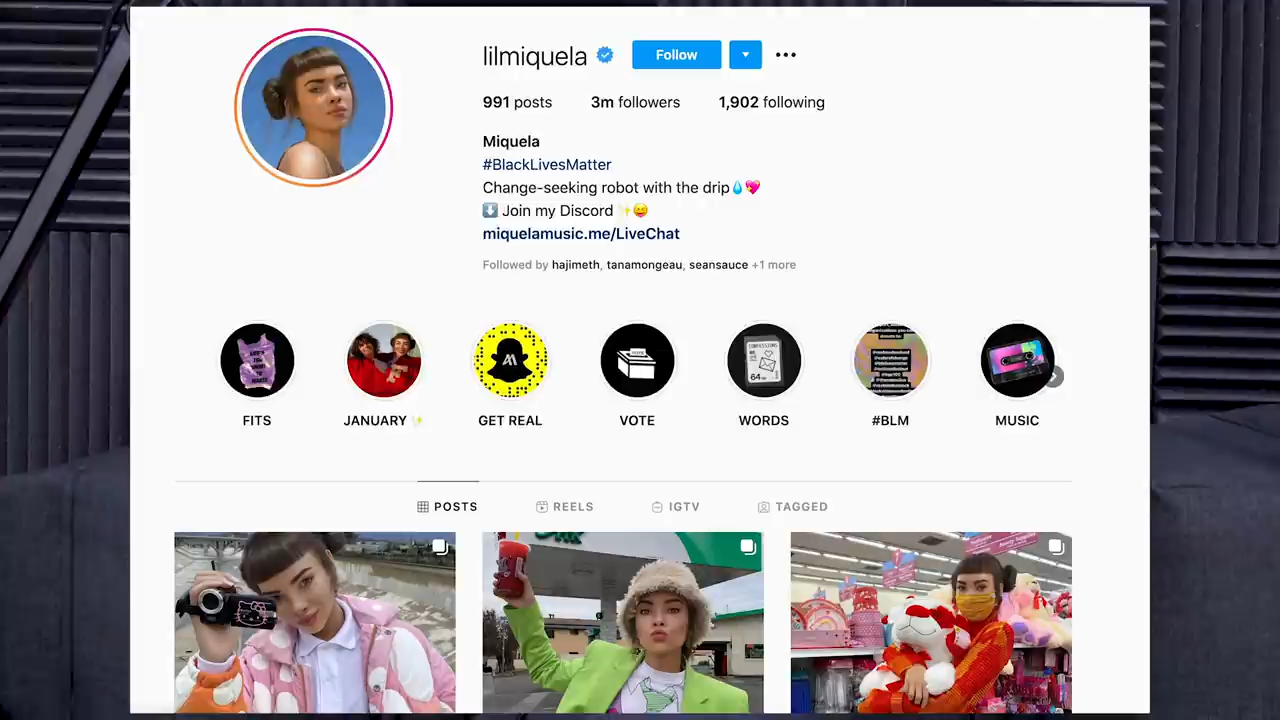 lilmiquela Follow
991 posts 3m followers 1,902 following
Miquela
#BlackLivesMatter
Change-seeking robot with the drip💧💖
⬇️ Join my Discord ✨😝
miquelamusic.me/LiveChat
Followed by hajimeth, tanamongeau, seansauce +1 more
CONFESSIONS
64
FITS JANUARY ✨ GET REAL VOTE WORDS #BLM MUSIC
POSTS REELS IGTV TAGGED